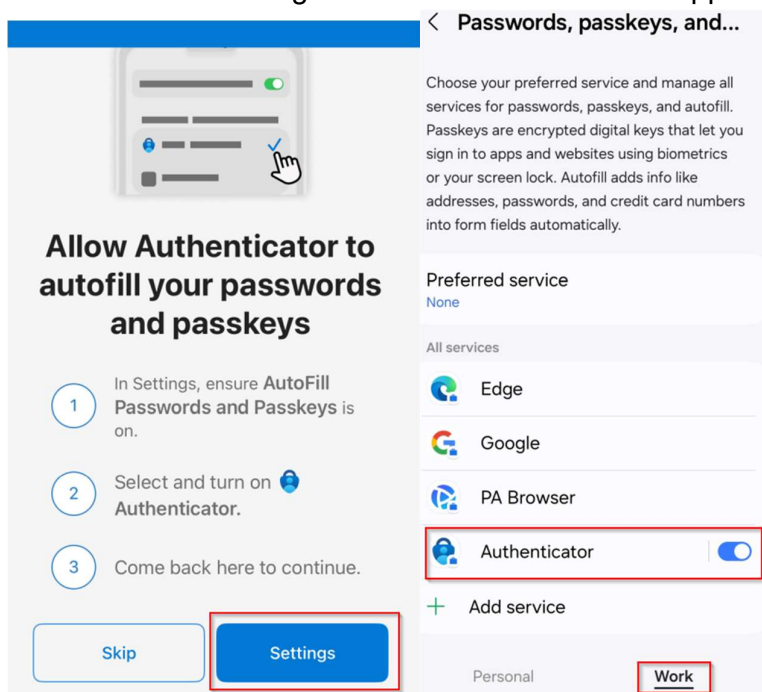 Allow Authenticator to
autofill your passwords
and passkeys
1
In Settings, ensure AutoFill
Passwords and Passkeys is
on.
2
Select and turn on
Authenticator.
3
Come back here to continue.
Skip
Settings
Passwords, passkeys, and...
Choose your preferred service and manage all
services for passwords, passkeys, and autofill.
Passkeys are encrypted digital keys that let you
sign in to apps and websites using biometrics
or your screen lock. Autofill adds info like
addresses, passwords, and credit card numbers
into form fields automatically.
Preferred service
None
All services
Edge
Google
PA Browser
Authenticator
+ Add service
Personal
Work